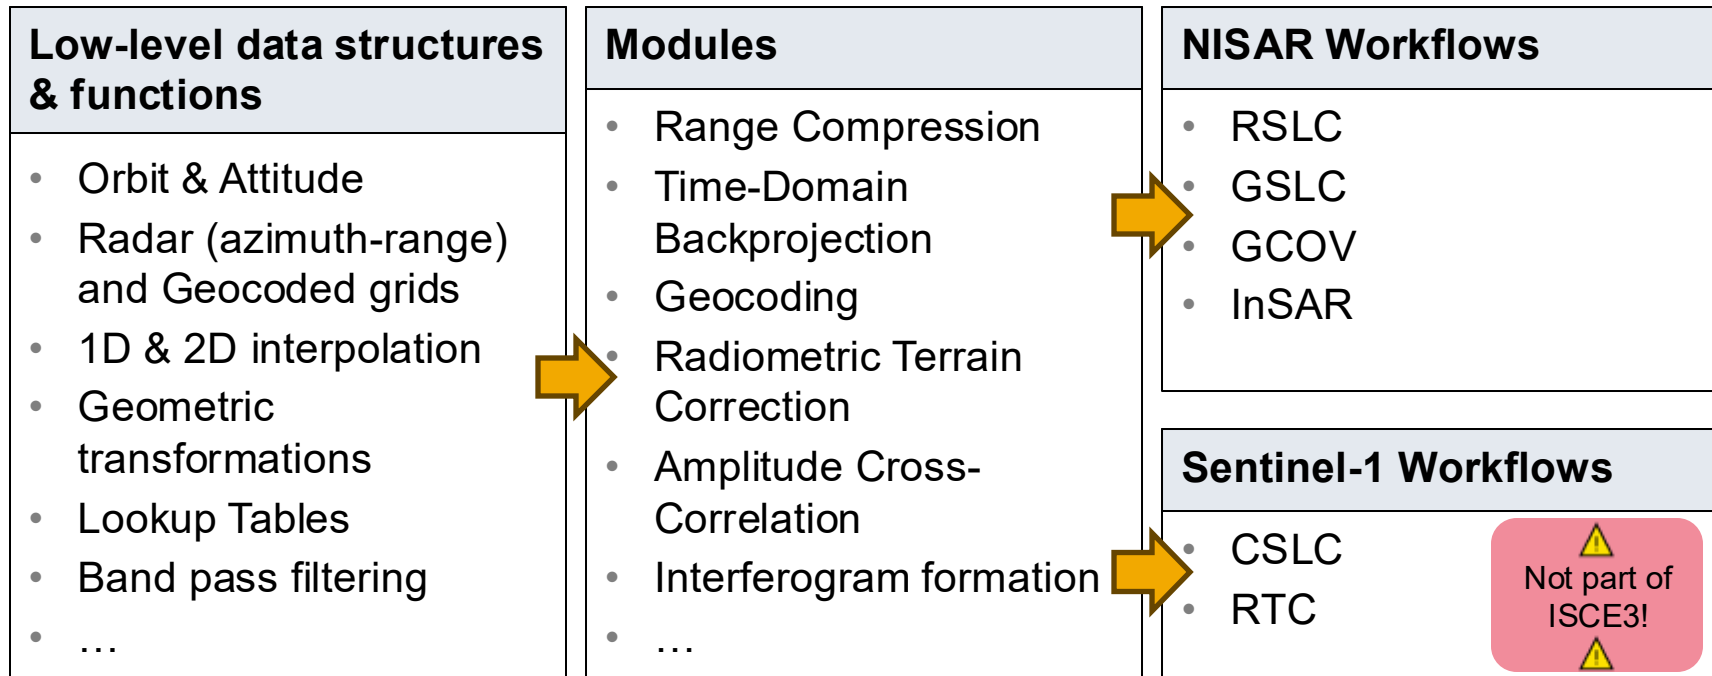 Low-level data structures
& functions
• Orbit & Attitude
• Radar (azimuth-range)
and Geocoded grids
• 1D & 2D interpolation
• Geometric
transformations
• Lookup Tables
• Band pass filtering
• …
Modules
• Range Compression
• Time-Domain
Backprojection
• Geocoding
• Radiometric Terrain
Correction
• Amplitude Cross-
Correlation
• Interferogram formation
• …
NISAR Workflows
• RSLC
• GSLC
• GCOV
• InSAR
Sentinel-1 Workflows
• CSLC
• RTC
⚠
Not part of
ISCE3!
⚠